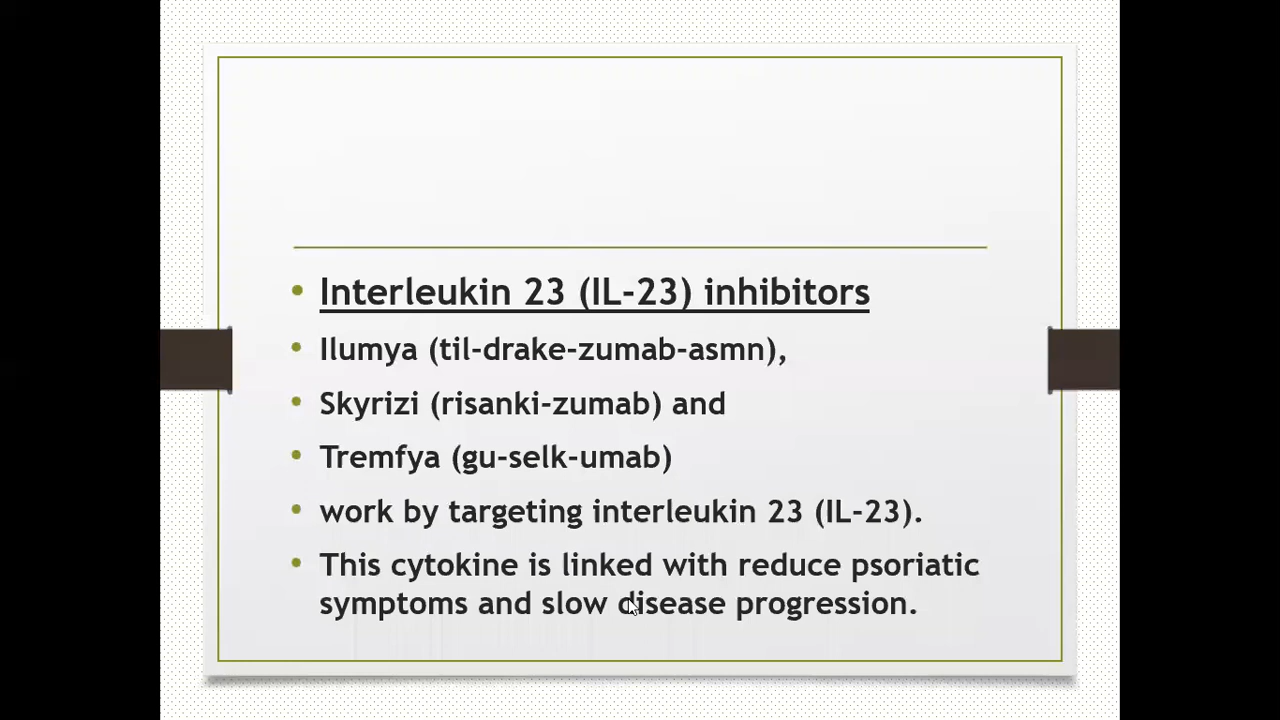 • Interleukin 23 (IL-23) inhibitors
• Ilumya (til-drake-zumab-asmn),
• Skyrizi (risanki-zumab) and
• Tremfya (gu-selk-umab)
• work by targeting interleukin 23 (IL-23).
• This cytokine is linked with reduce psoriatic
symptoms and slow disease progression.